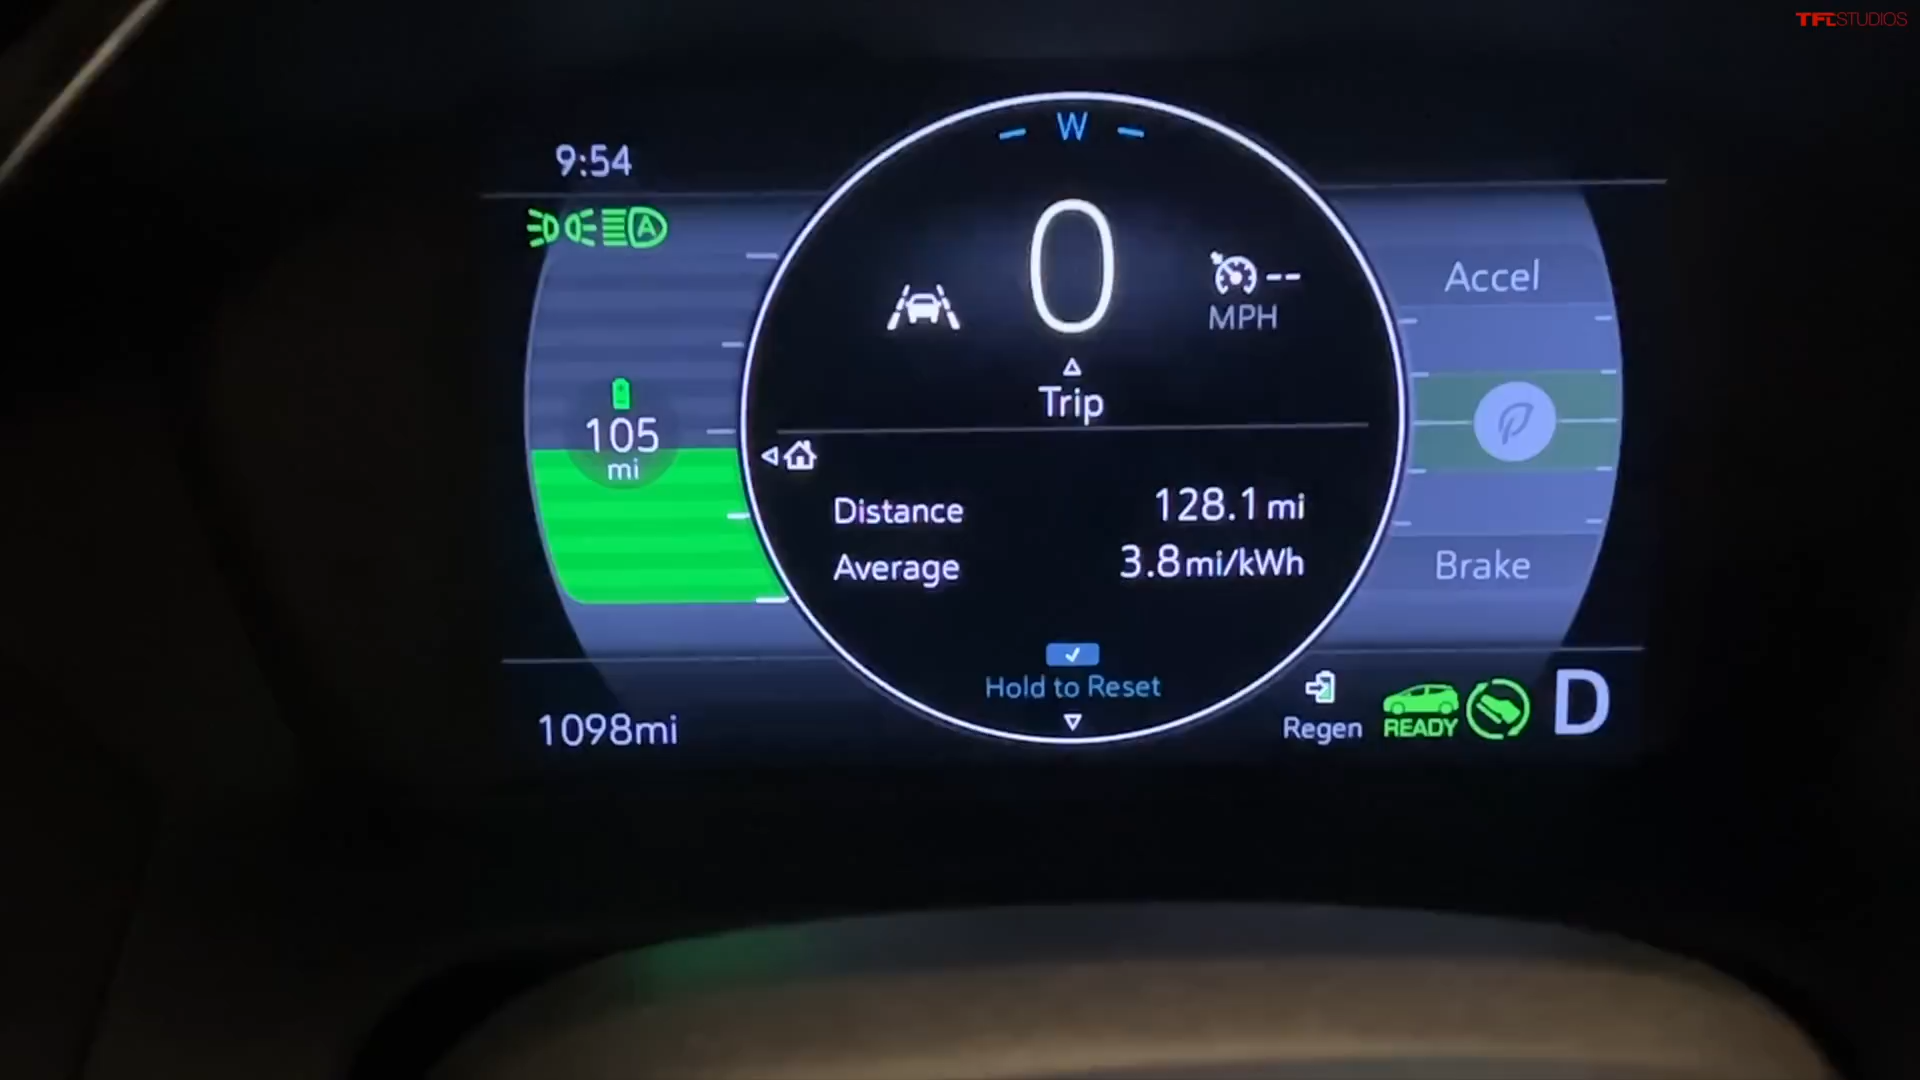 TFLSTUDIOS
W
9:54
A
0
--
MPH
Accel
105
mi
Trip
Distance 128.1 mi
Average 3.8 mi/kWh
Brake
Hold to Reset
1098mi
Regen
READY
D